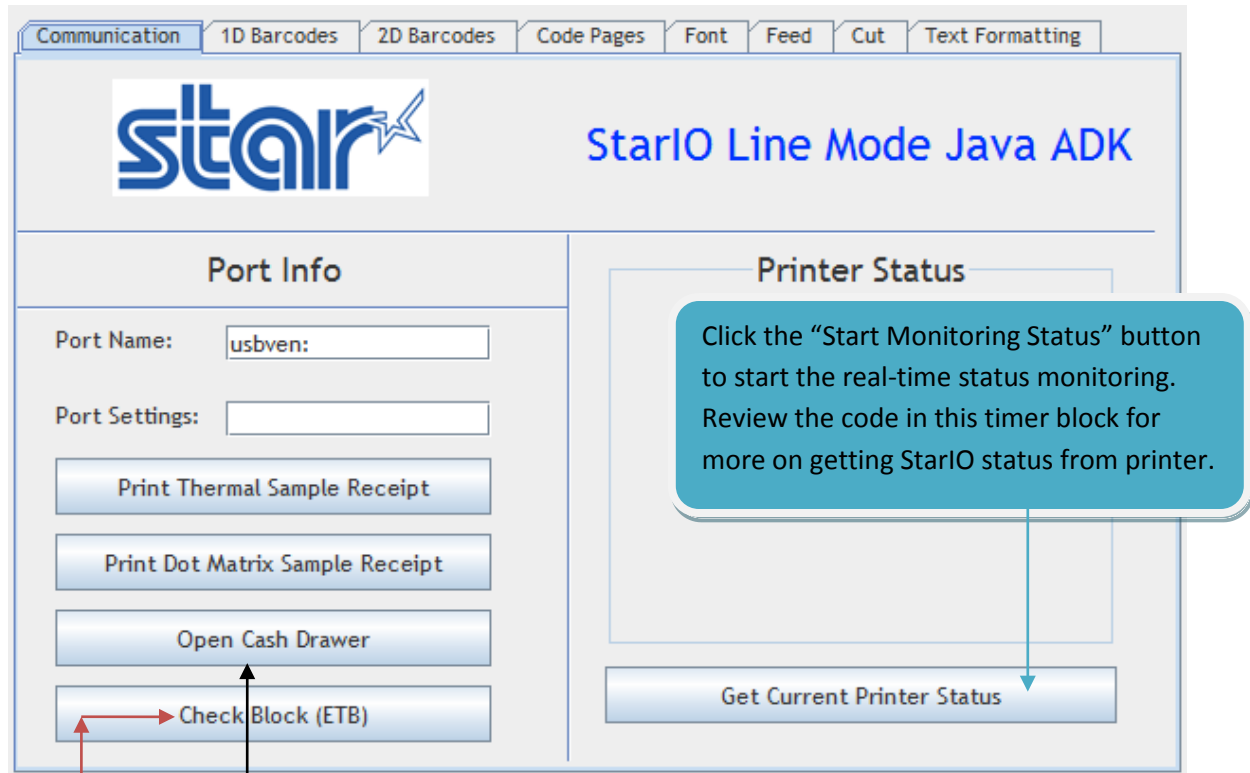 Communication
1D Barcodes
2D Barcodes
Code Pages
Font
Feed
Cut
Text Formatting
star
StarIO Line Mode Java ADK
Port Info
Port Name:
usbven:
Port Settings:
Print Thermal Sample Receipt
Print Dot Matrix Sample Receipt
Open Cash Drawer
Check Block (ETB)
Printer Status
Click the “Start Monitoring Status” button
to start the real-time status monitoring.
Review the code in this timer block for
more on getting StarIO status from printer.
Get Current Printer Status